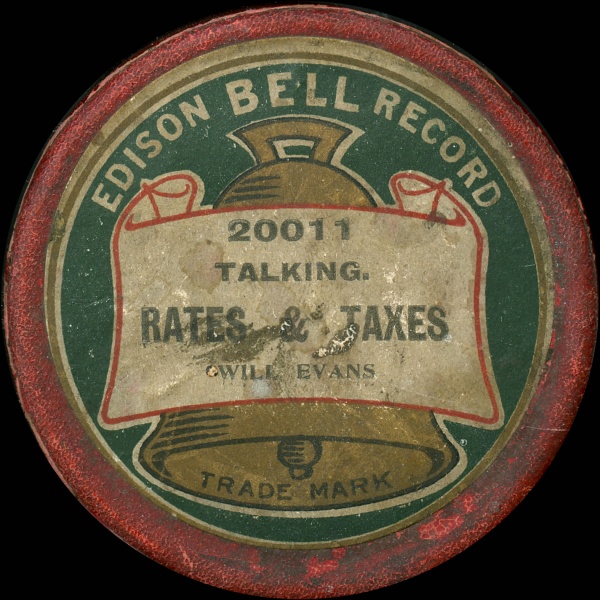 EDISON BELL RECORD
20011
TALKING.
RATES & TAXES
WILL EVANS
TRADE MARK